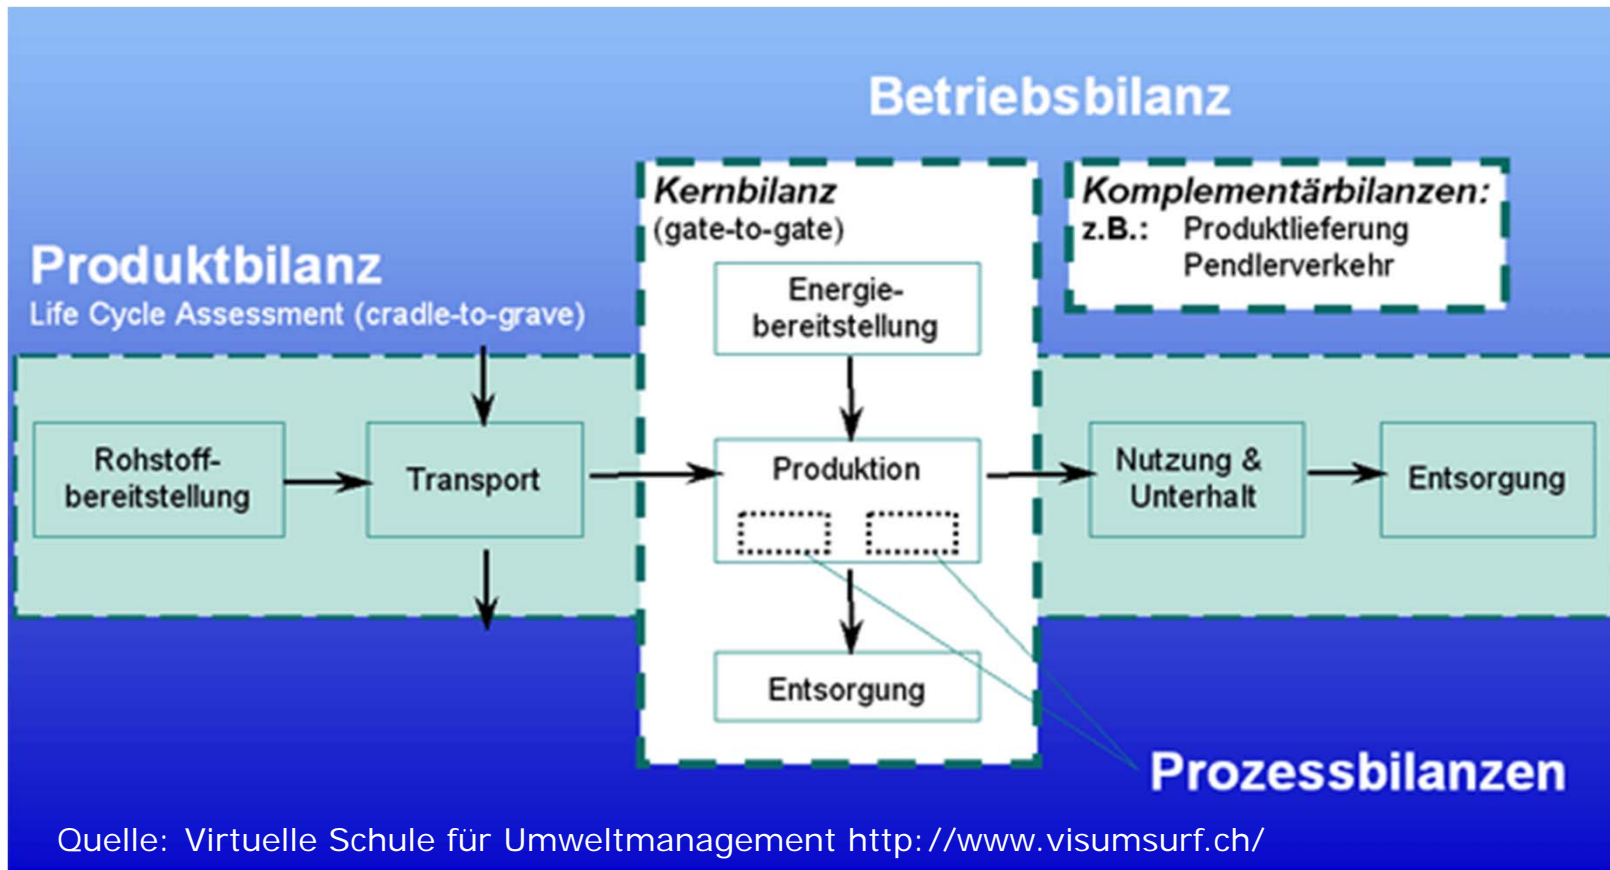 Betriebsbilanz
Produktbilanz
Life Cycle Assessment (cradle-to-grave)
Kernbilanz
(gate-to-gate)
Komplementärbilanzen:
z.B.: Produktlieferung
Pendlerverkehr
Energie-
bereitstellung
Rohstoff-
bereitstellung
Transport
Produktion
Nutzung &
Unterhalt
Entsorgung
Entsorgung
Prozessbilanzen
Quelle: Virtuelle Schule für Umweltmanagement http://www.visumsurf.ch/